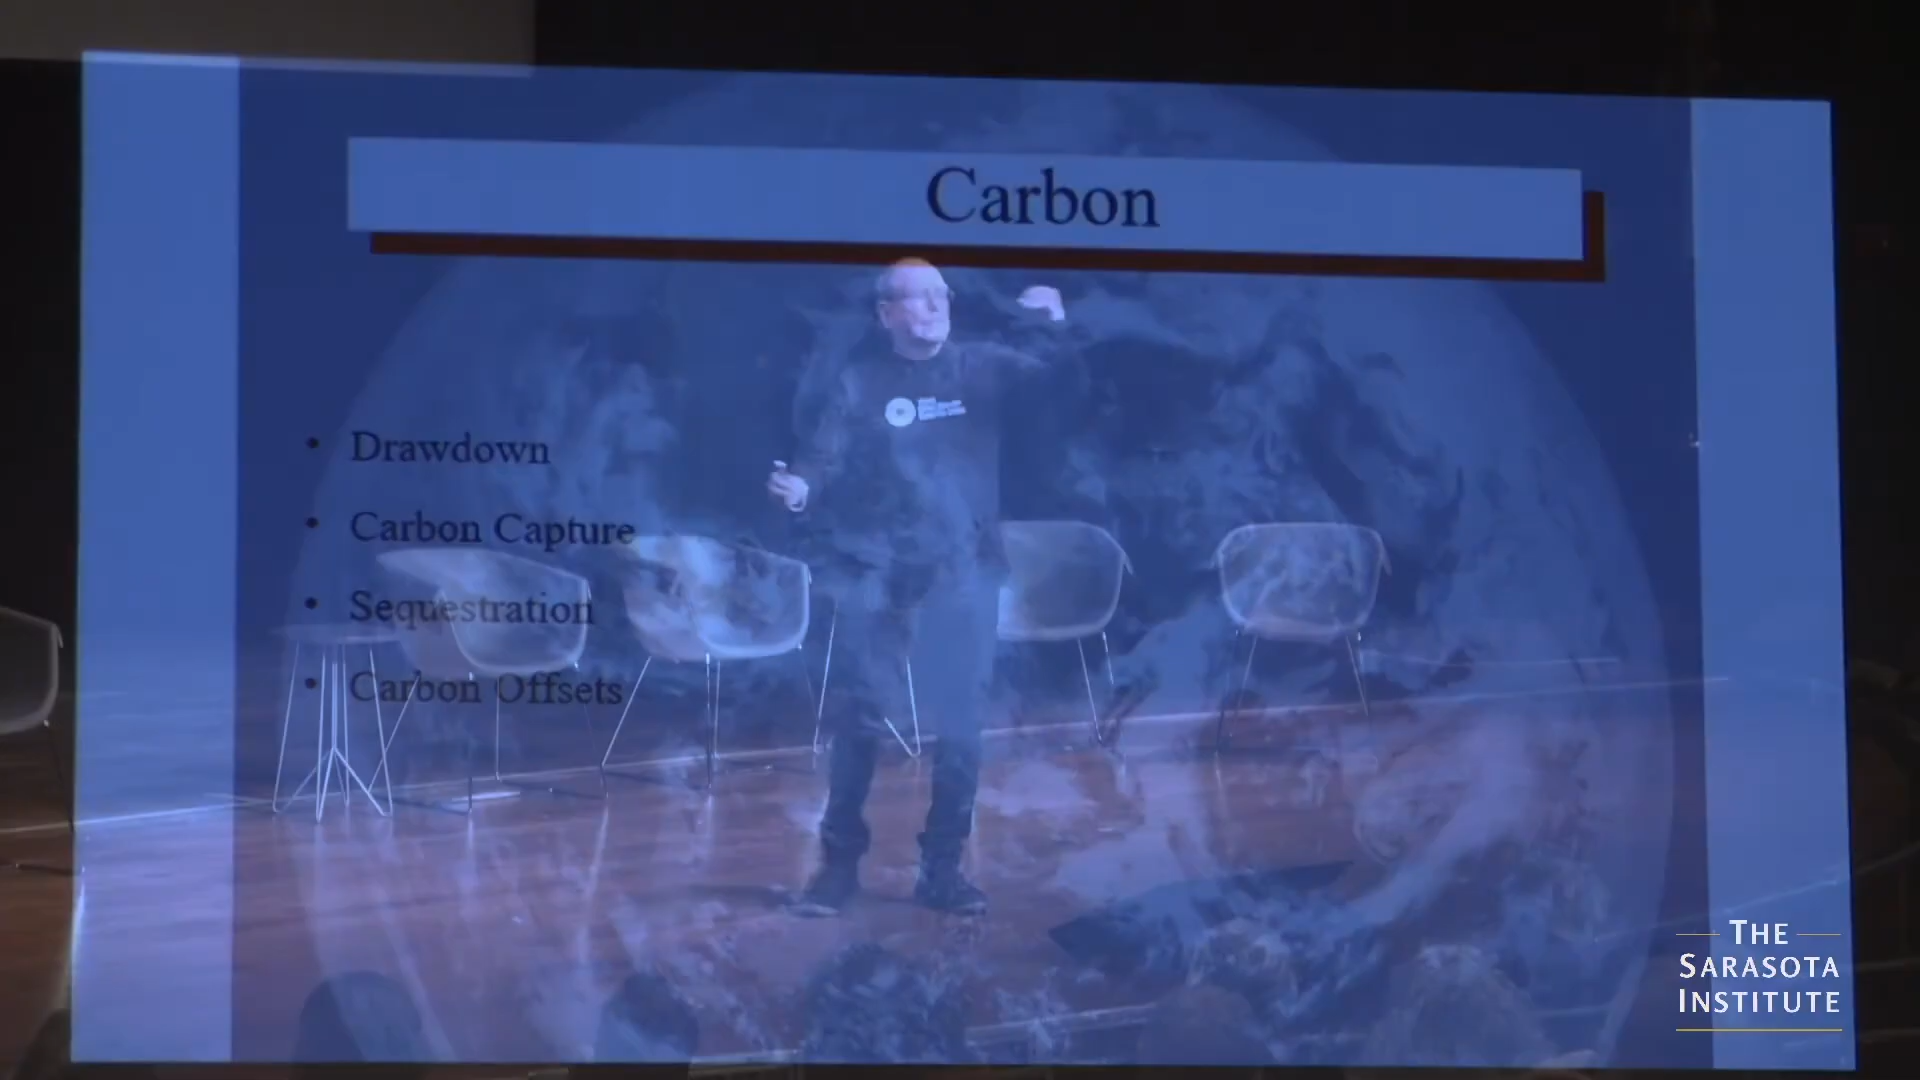 Carbon
• Drawdown
• Carbon Capture
• Sequestration
• Carbon Offsets
THE
SARASOTA
INSTITUTE